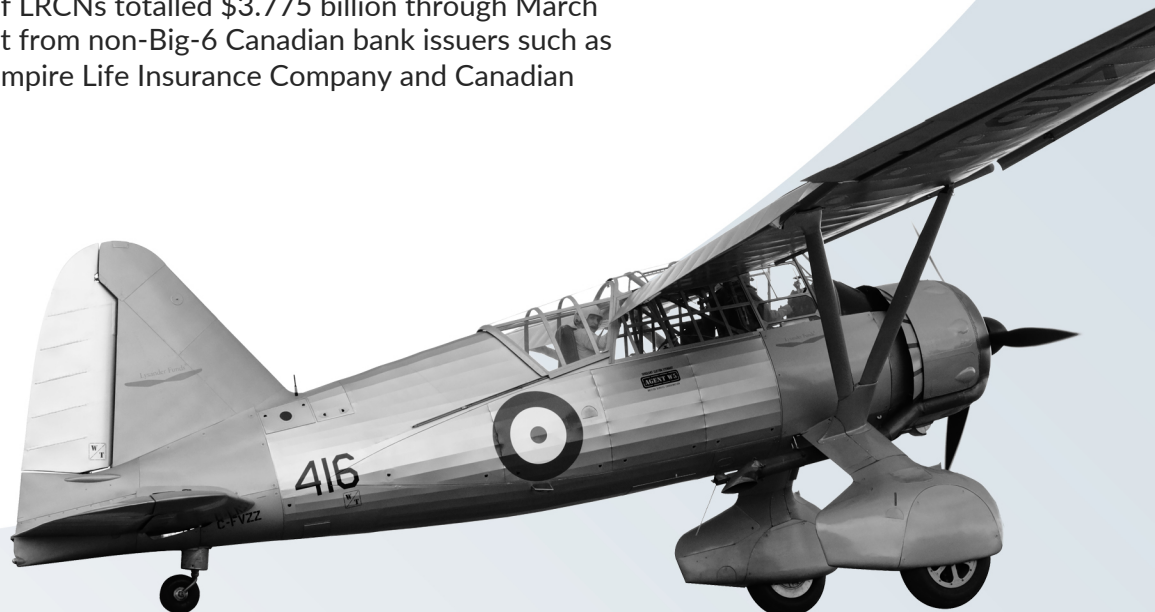 f LRCNs totalled $3.775 billion through March
t from non-Big-6 Canadian bank issuers such as
mpire Life Insurance Company and Canadian
AGENT W5
416
W
T
W
T
C-FVZZ